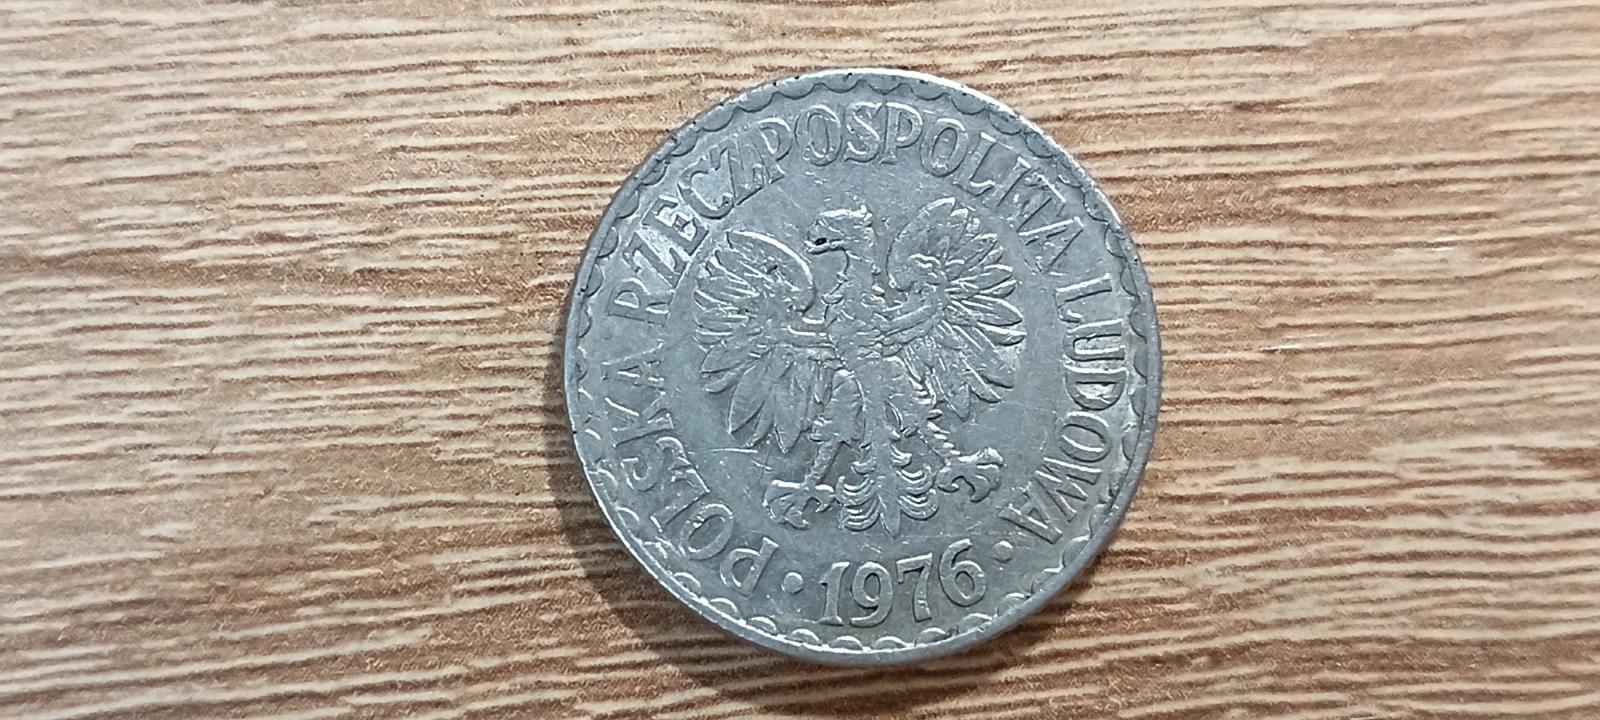 POLSKA RZECZPOSPOLITA LUDOWA
• 1976 •